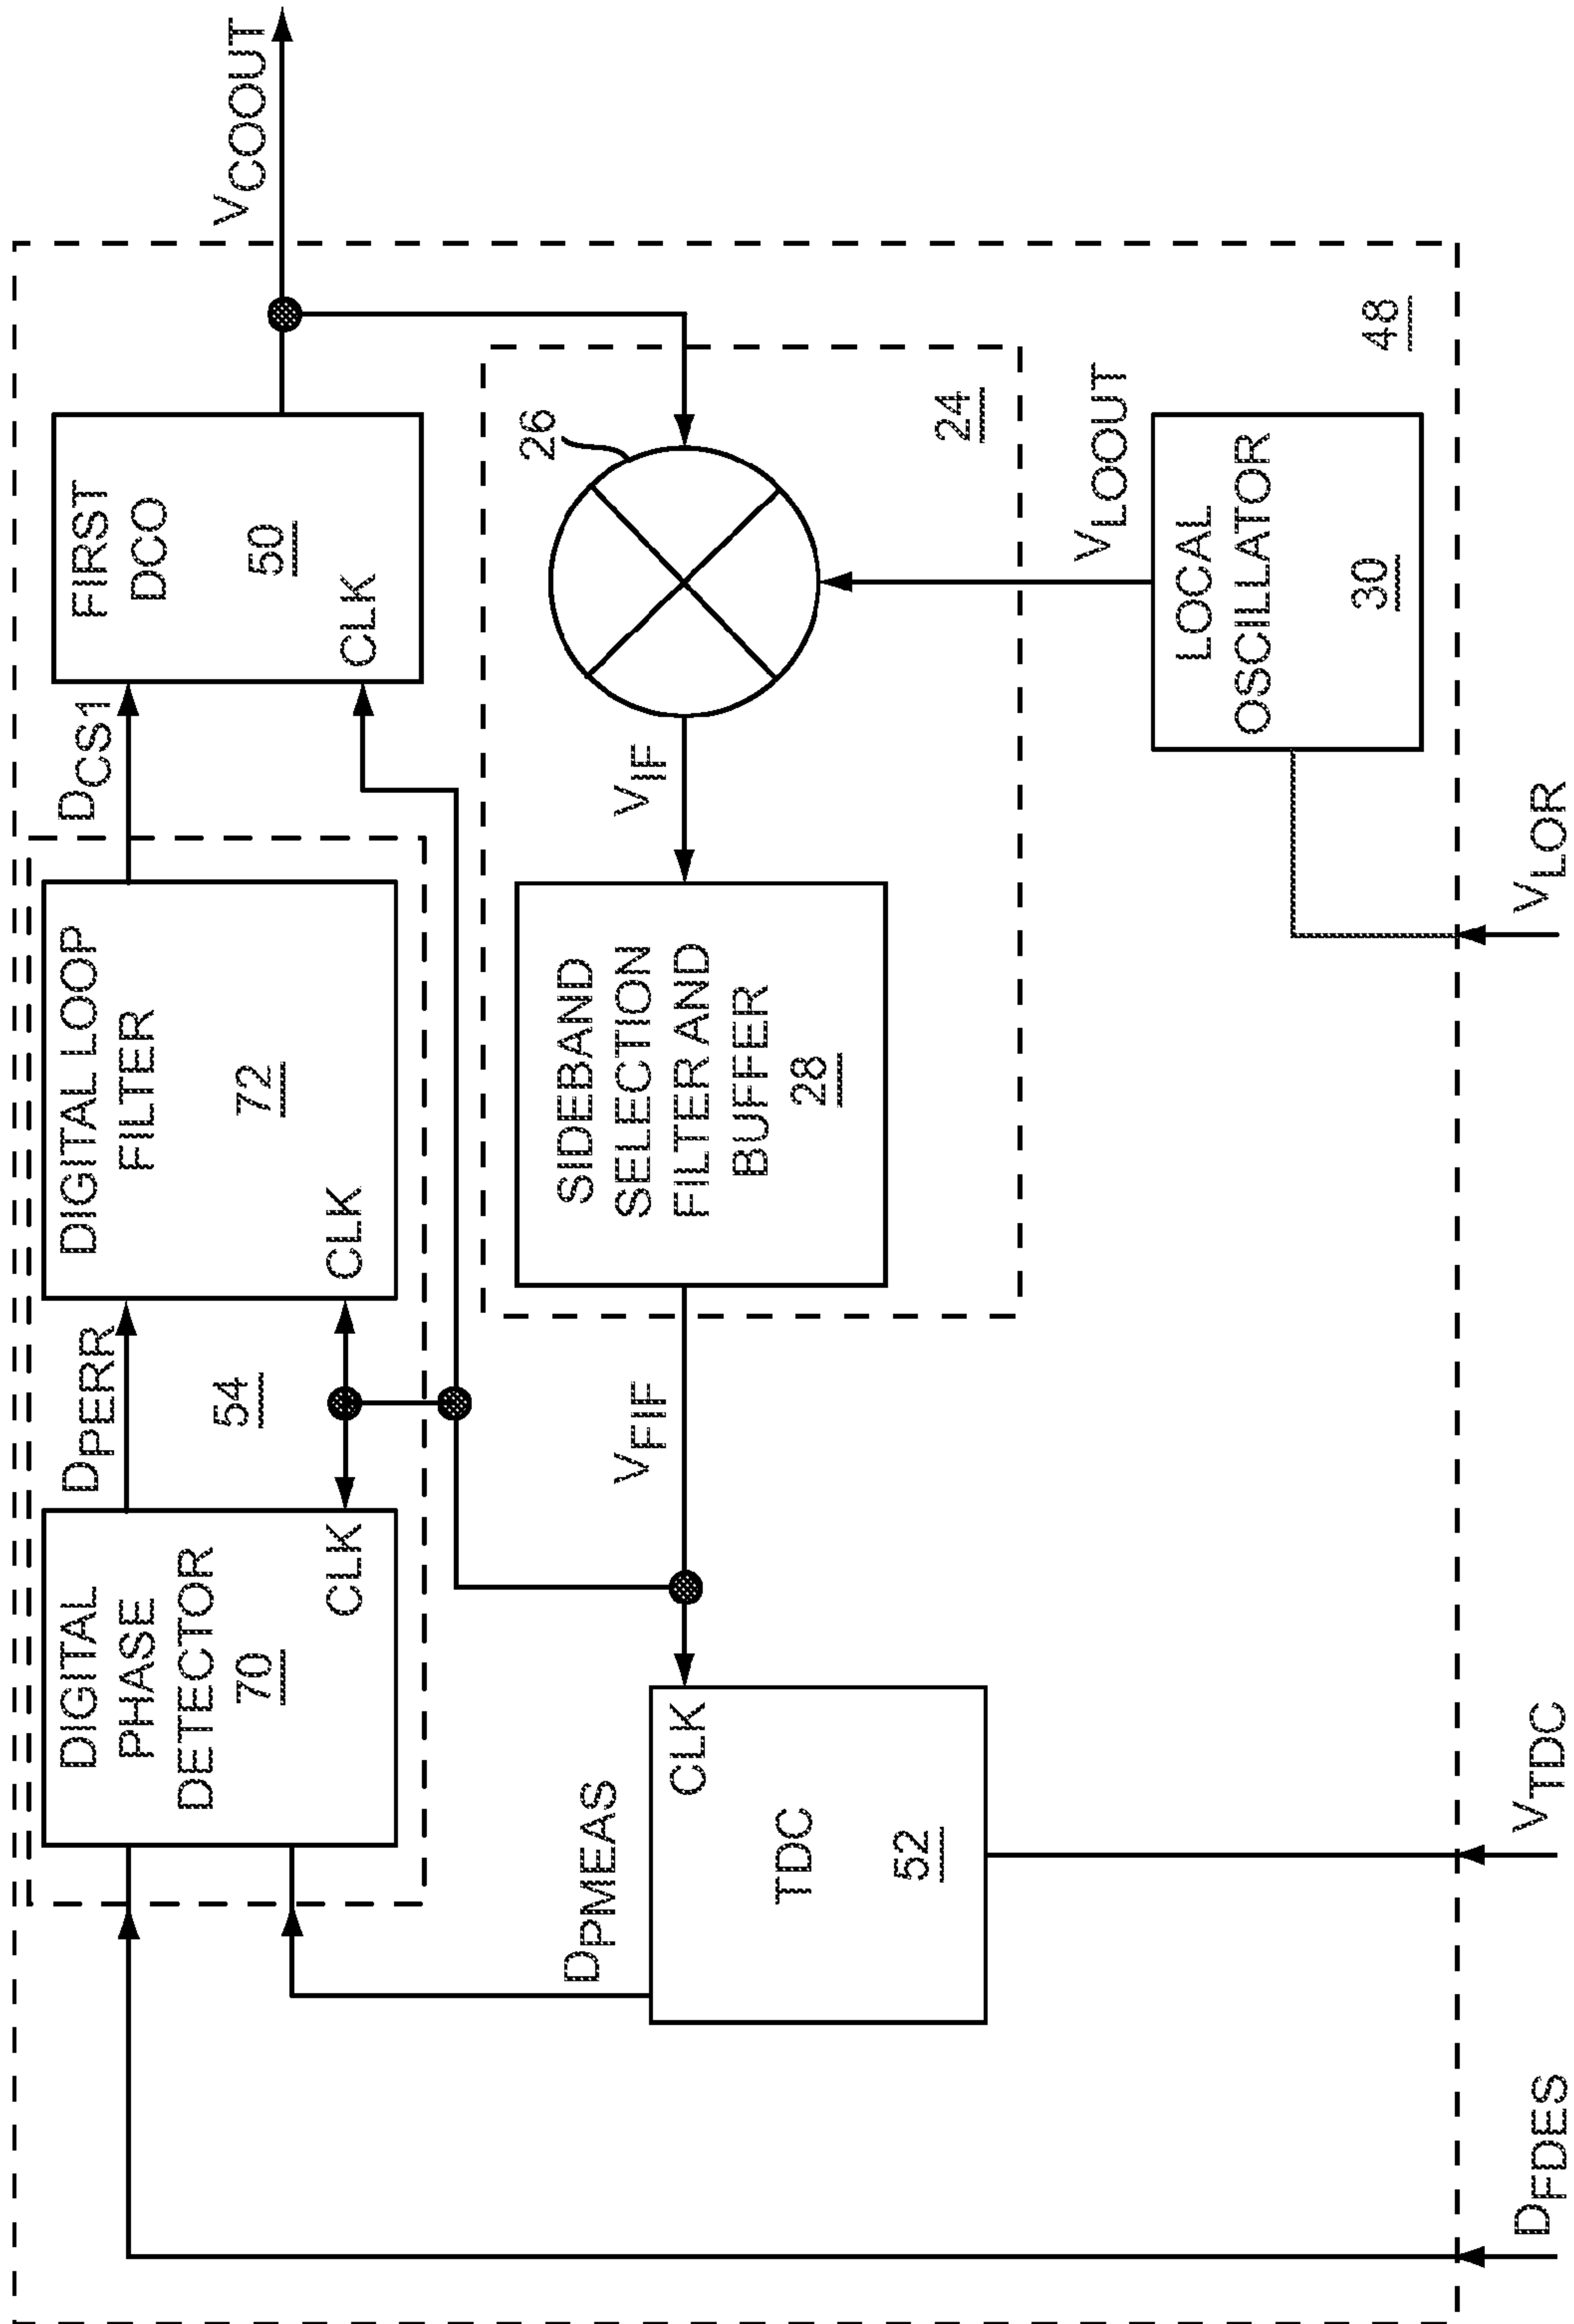 DIGITAL
PHASE
DETECTOR
70
CLK
DPERR
54
DIGITAL LOOP
FILTER
72
CLK
DCS1
FIRST
DCO
50
CLK
VCOOUT
DPMEAS
CLK
TDC
52
VFIF
SIDEBAND
SELECTION
FILTER AND
BUFFER
28
VIF
26
24
VLOOUT
LOCAL
OSCILLATOR
30
48
DFDES
VTDC
VLOR